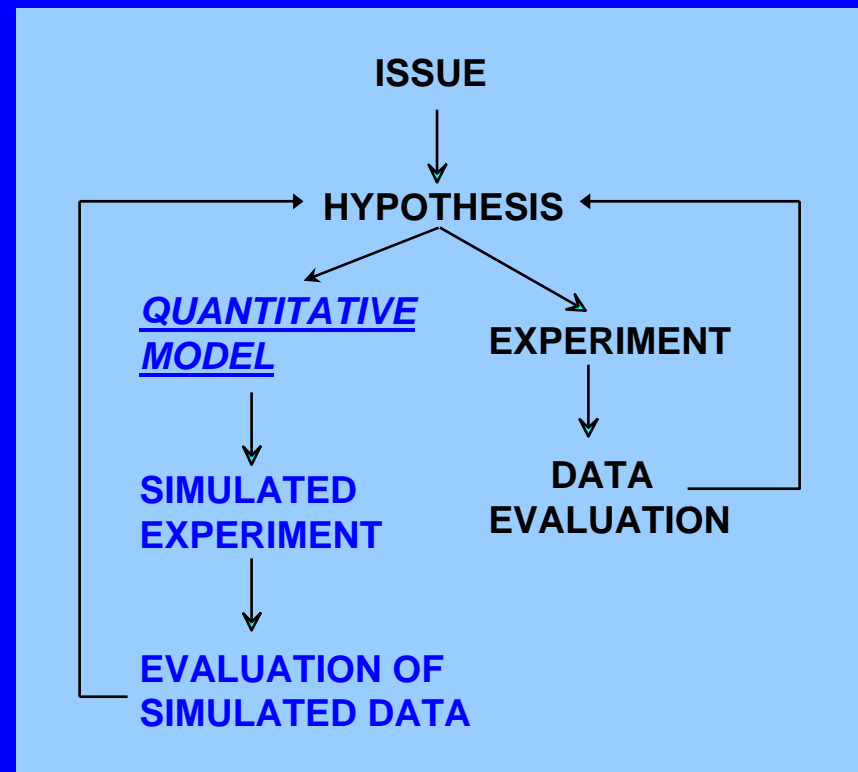 ISSUE
HYPOTHESIS
QUANTITATIVE
MODEL
SIMULATED
EXPERIMENT
EVALUATION OF
SIMULATED DATA
EXPERIMENT
DATA
EVALUATION